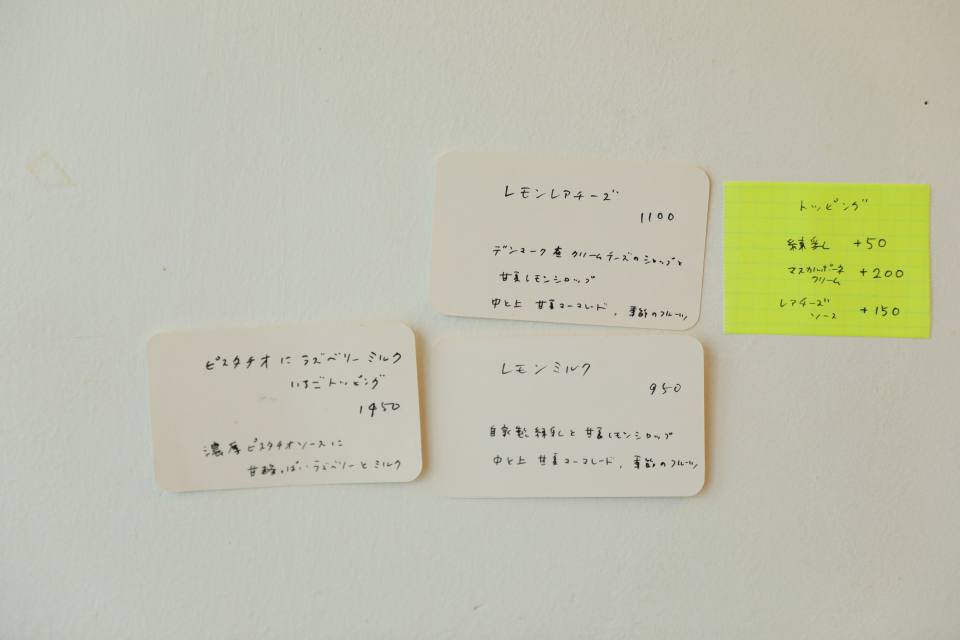 レモンレアチーズ
1100
デンマーク産クリームチーズのシロップと
甘夏レモンシロップ
中と上 甘夏マーマレード、季節のフルーツ
トッピング
練乳 +50
マスカルポーネ
クリーム +200
レアチーズ
ソース +150
ピスタチオにラズベリーミルク
いちごトッピング
1450
濃厚ピスタチオソースに
甘酸っぱいラズベリーとミルク
レモンミルク
950
自家製練乳と甘夏レモンシロップ
中と上 甘夏マーマレード、季節のフルーツ